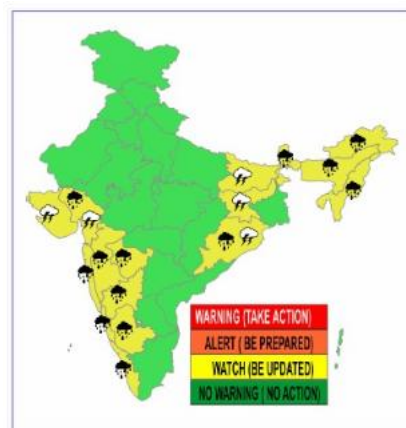 WARNING (TAKE ACTION)
ALERT ( BE PREPARED)
WATCH (BE UPDATED)
NO WARNING ( NO ACTION)